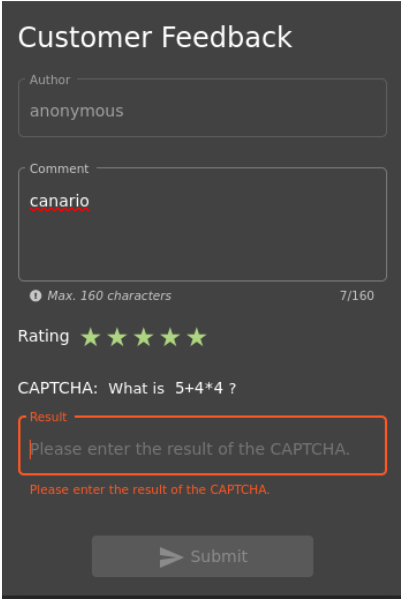 Customer Feedback
Author
anonymous
Comment
canario
Max. 160 characters 7/160
Rating
CAPTCHA: What is 5+4*4 ?
Result
Please enter the result of the CAPTCHA.
Please enter the result of the CAPTCHA.
Submit